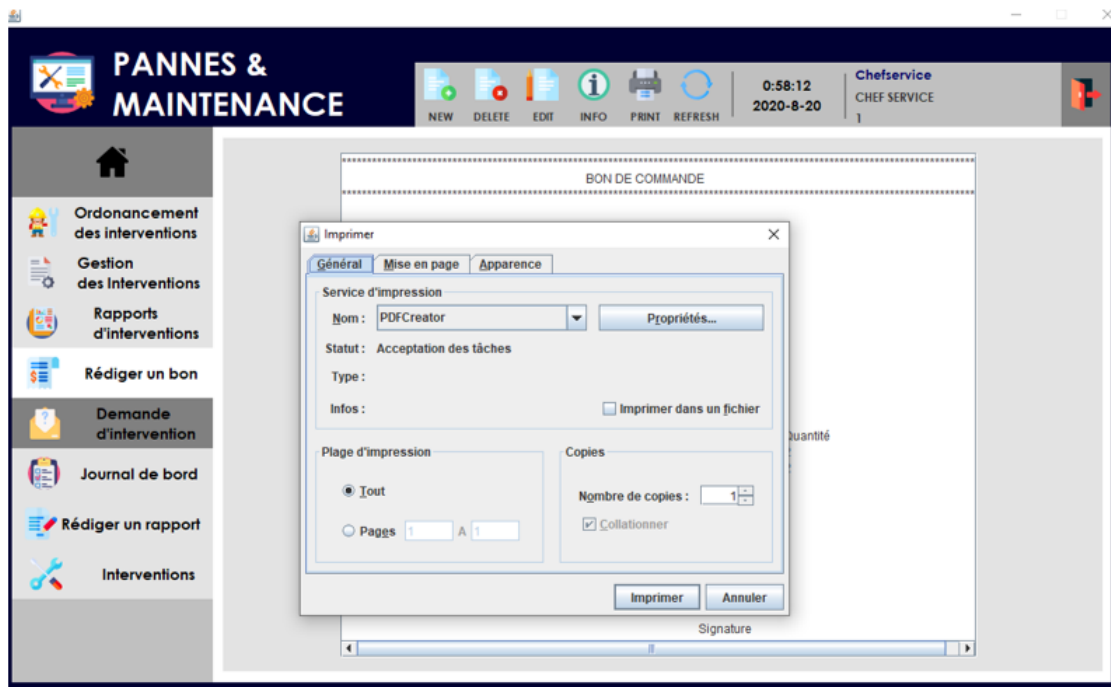 PANNES &
MAINTENANCE
NEW DELETE EDIT INFO PRINT REFRESH
0:58:12
2020-8-20
Chefservice
CHEF SERVICE
1
Ordonancement
des interventions
Gestion
des Interventions
Rapports
d'interventions
Rédiger un bon
Demande
d'intervention
Journal de bord
Rédiger un rapport
Interventions
********************************************************************************
BON DE COMMANDE
********************************************************************************
Imprimer
Général Mise en page Apparence
Service d'impression
Nom : PDFCreator Propriétés...
Statut : Acceptation des tâches
Type :
Infos : Imprimer dans un fichier
Plage d'impression
Tout
Pages 1 A 1
Copies
Nombre de copies : 1
Collationner
Imprimer Annuler
Quantité
Signature